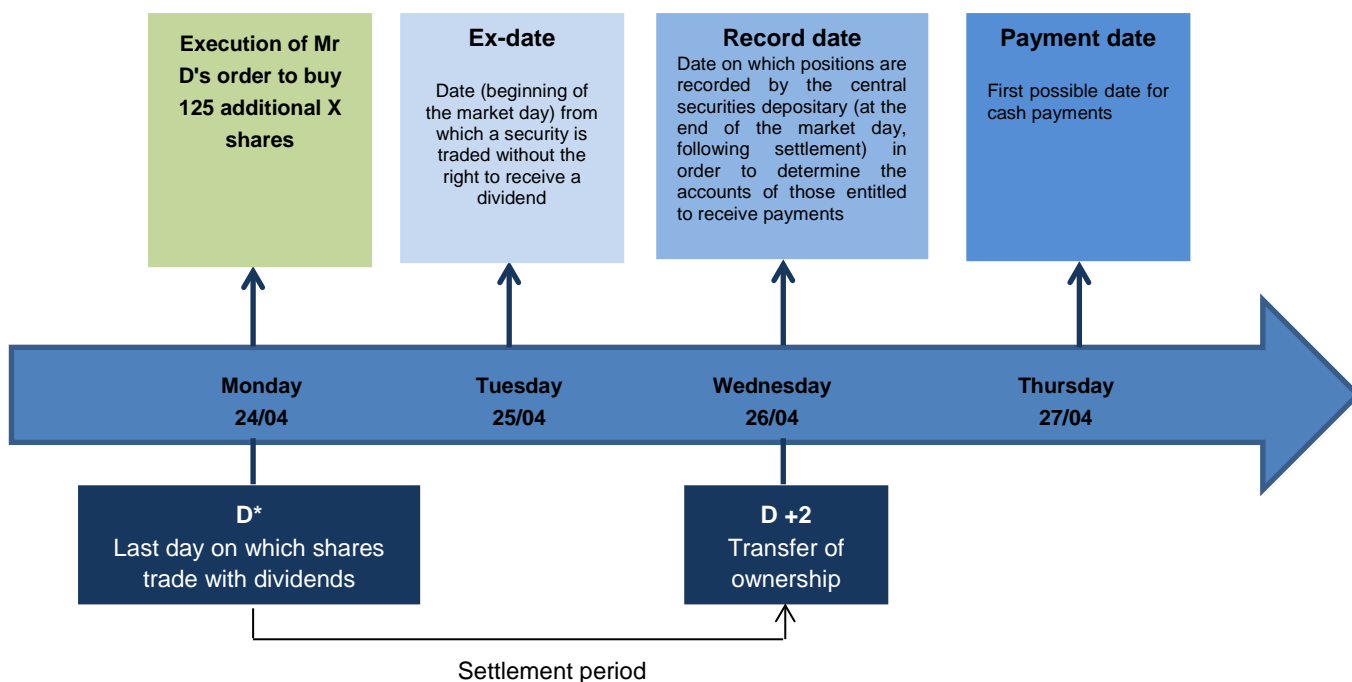 Execution of Mr
D's order to buy
125 additional X
shares
Ex-date
Date (beginning of
the market day) from
which a security is
traded without the
right to receive a
dividend
Record date
Date on which positions are
recorded by the central
securities depositary (at the
end of the market day,
following settlement) in
order to determine the
accounts of those entitled
to receive payments
Payment date
First possible date for
cash payments
Monday
24/04
Tuesday
25/04
Wednesday
26/04
Thursday
27/04
D*
Last day on which shares
trade with dividends
D +2
Transfer of
ownership
Settlement period